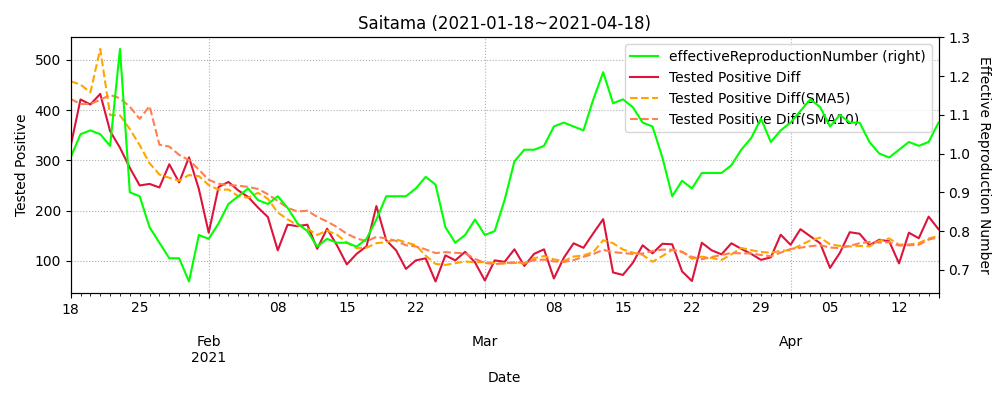 Saitama (2021-01-18~2021-04-18)
effectiveReproductionNumber (right)
Tested Positive Diff
Tested Positive Diff(SMA5)
Tested Positive Diff(SMA10)
Tested Positive
500
400
300
200
100
1.3
1.2
1.1
1.0
0.9
0.8
0.7
Effective Reproduction Number
18 25 08 15 22 08 15 22 29 05 12
Feb Mar Apr
2021
Date